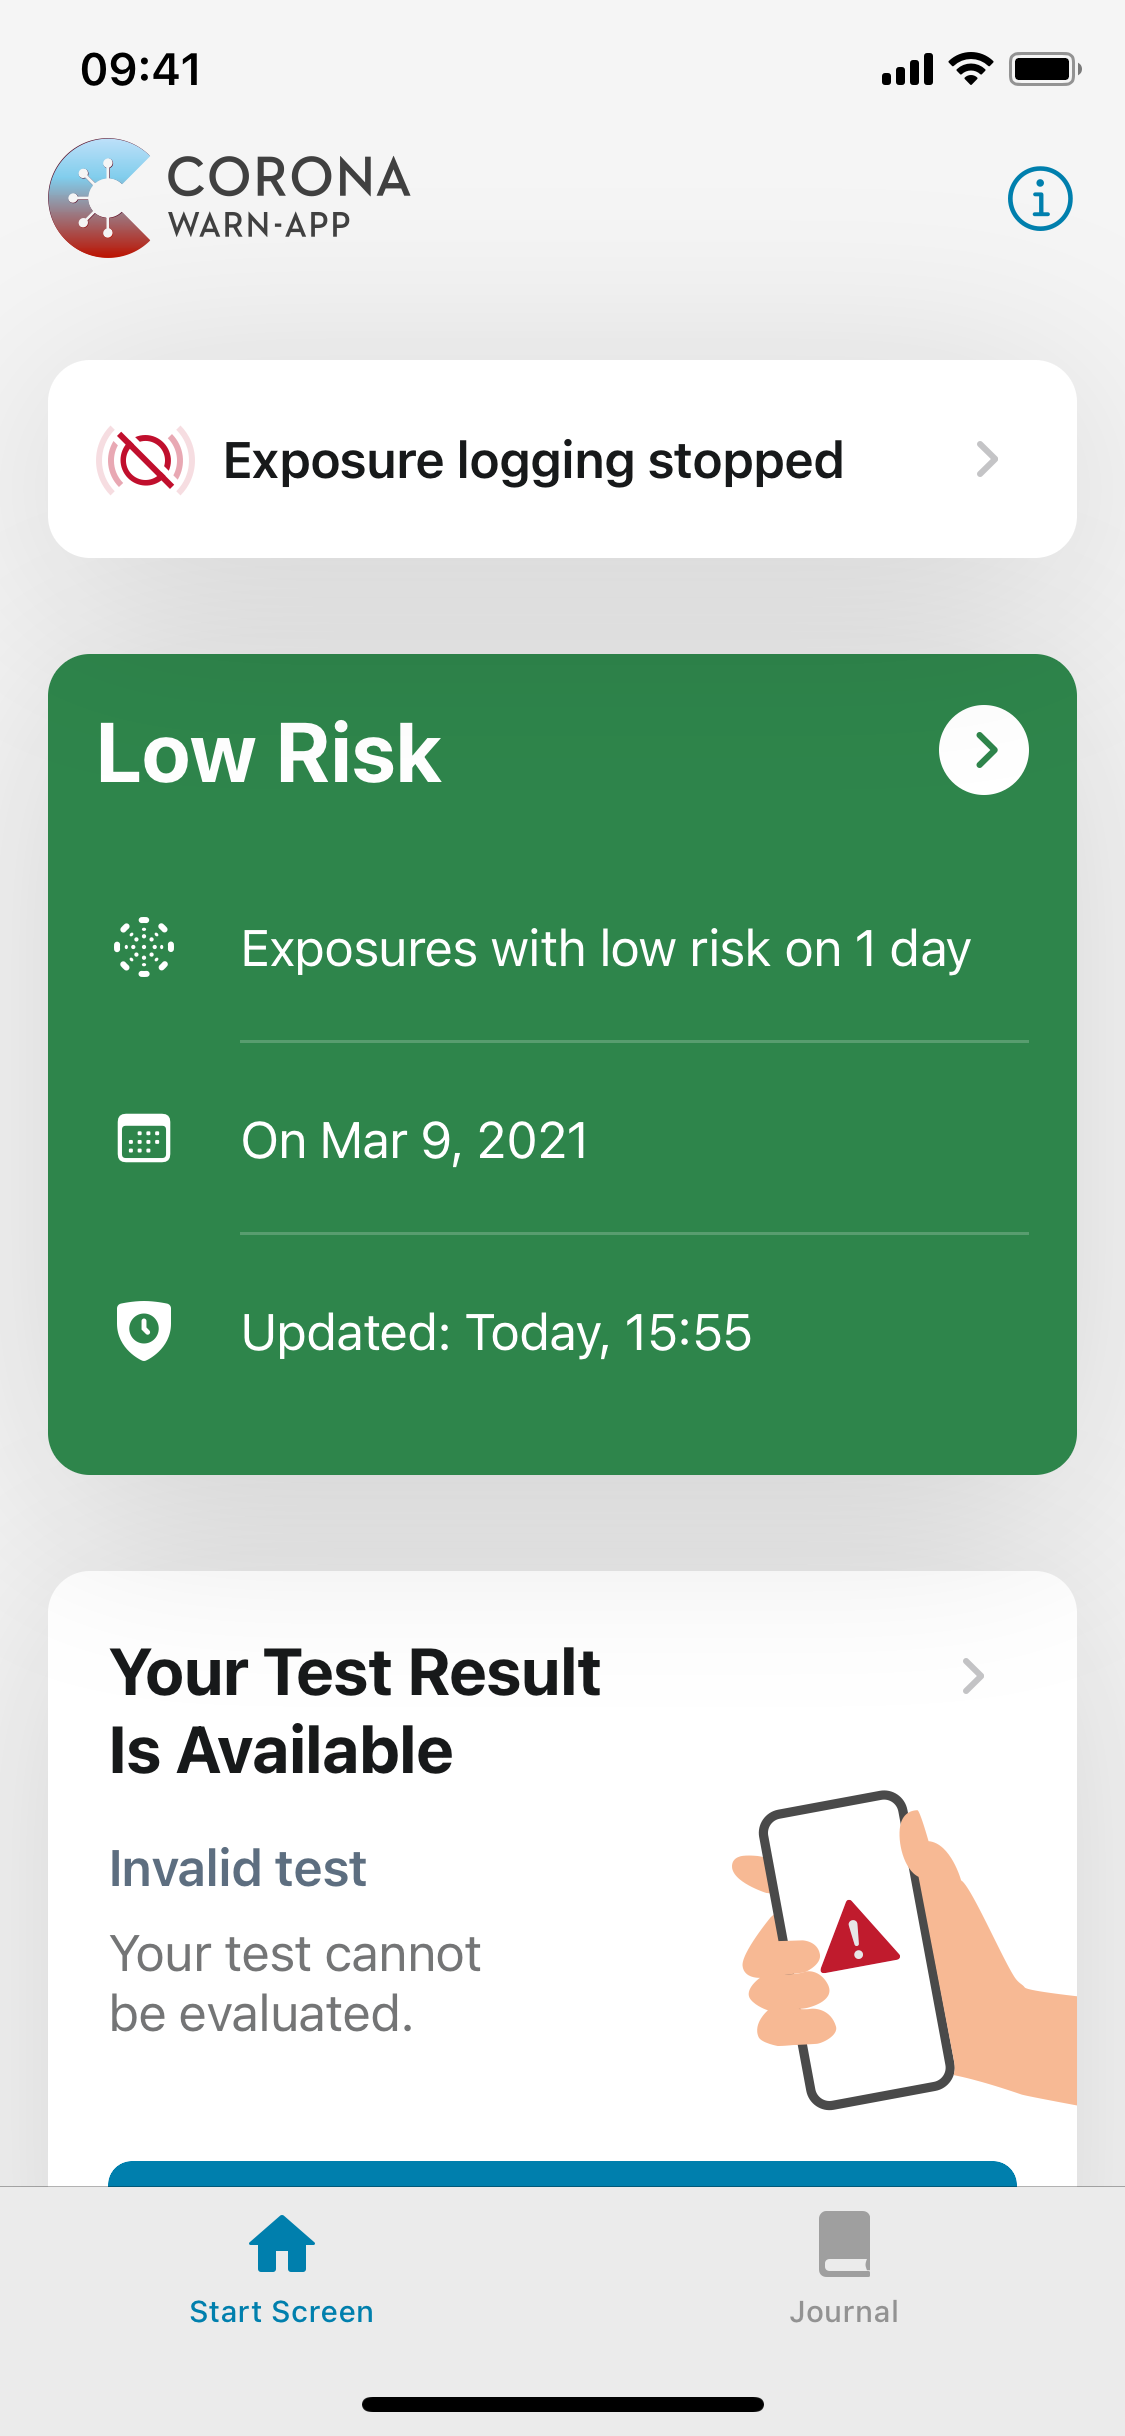 09:41
CORONA
WARN-APP
Exposure logging stopped
Low Risk
Exposures with low risk on 1 day
On Mar 9, 2021
Updated: Today, 15:55
Your Test Result
Is Available
Invalid test
Your test cannot
be evaluated.
Start Screen
Journal